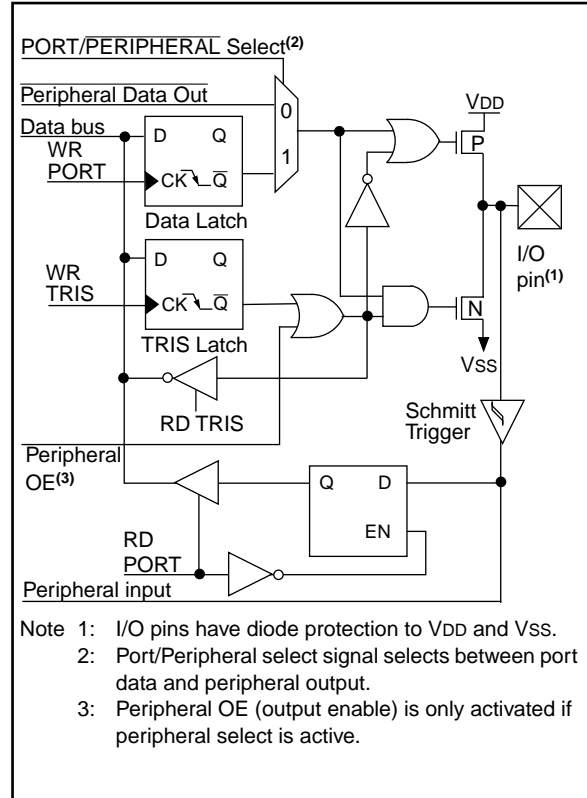 PORT/PERIPHERAL Select(2)
Peripheral Data Out
Data bus
WR
PORT
D Q
CK Q
Data Latch
0
1
VDD
P
I/O
pin(1)
WR
TRIS
D Q
CK Q
TRIS Latch
N
VSS
RD TRIS
Schmitt
Trigger
Peripheral
OE(3)
Q D
EN
RD
PORT
Peripheral input
Note 1: I/O pins have diode protection to VDD and VSS.
2: Port/Peripheral select signal selects between port
data and peripheral output.
3: Peripheral OE (output enable) is only activated if
peripheral select is active.